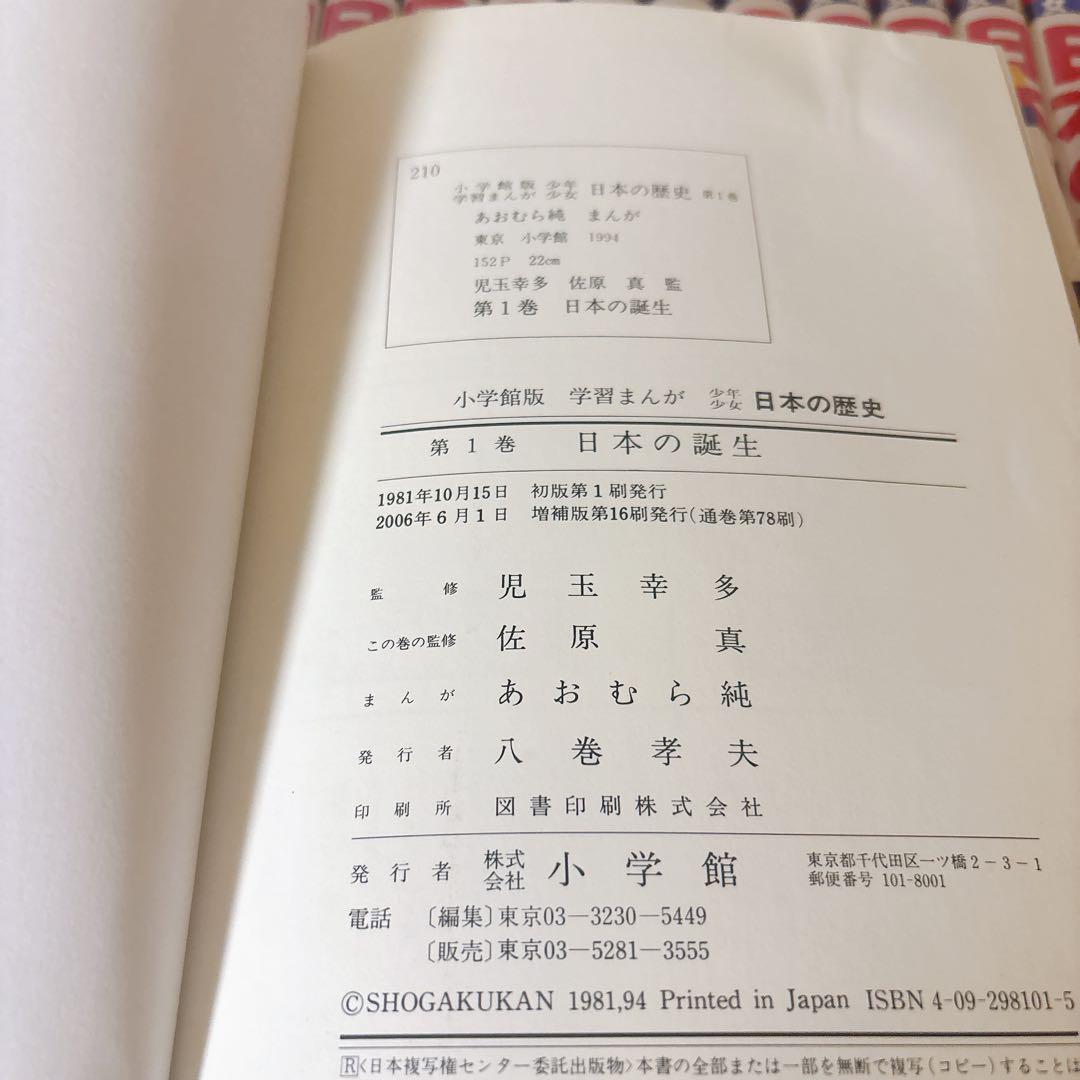 210
小学館版 少年
学習まんが 少女 日本の歴史 第1巻
あおむら純 まんが
東京 小学館 1994
152P 22cm
児玉幸多 佐原 真 監
第1巻 日本の誕生
小学館版 学習まんが 少年少女 日本の歴史
第1巻 日本の誕生
1981年10月15日 初版第1刷発行
2006年6月1日 増補版第16刷発行(通巻第78刷)
監修 児玉幸多
この巻の監修 佐原 真
まんが あおむら純
発行者 八巻孝夫
印刷所 図書印刷株式会社
発行者 株式会社 小学館 東京都千代田区一ツ橋2-3-1
郵便番号 101-8001
電話 〔編集〕東京03—3230—5449
〔販売〕東京03—5281—3555
©SHOGAKUKAN 1981,94 Printed in Japan ISBN 4-09-298101-5
R〈日本複写権センター委託出版物〉本書の全部または一部を無断で複写(コピー)することは